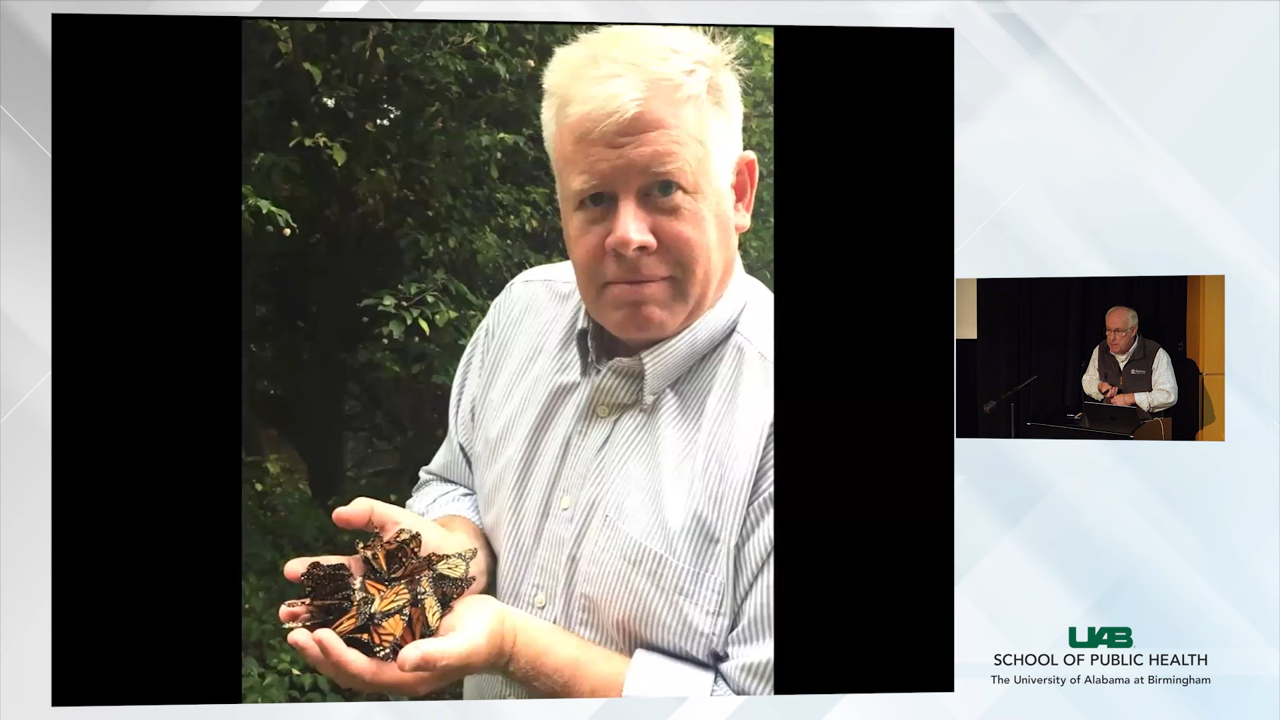 UAB
SCHOOL OF PUBLIC HEALTH
The University of Alabama at Birmingham